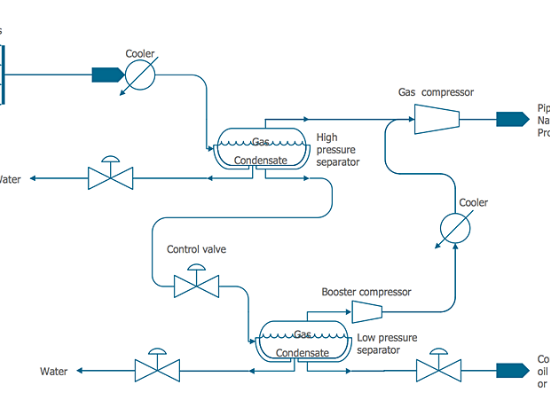 Cooler
Gas compressor
Gas
Condensate
High
pressure
separator
Control valve
Cooler
Booster compressor
Gas
Condensate
Low pressure
separator
Water